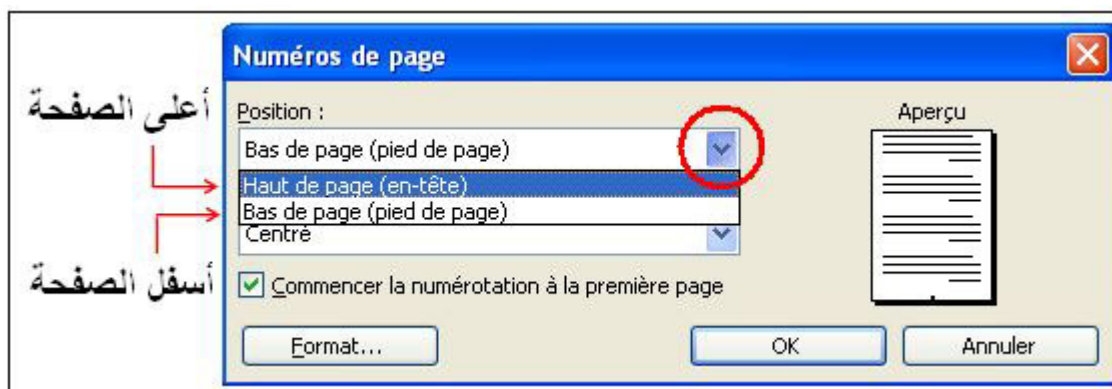 Numéros de page
أعلى الصفحة
Position :
Aperçu
Bas de page (pied de page)
Haut de page (en-tête)
Bas de page (pied de page)
Centré
أسفل الصفحة
Commencer la numérotation à la première page
Format...
OK
Annuler